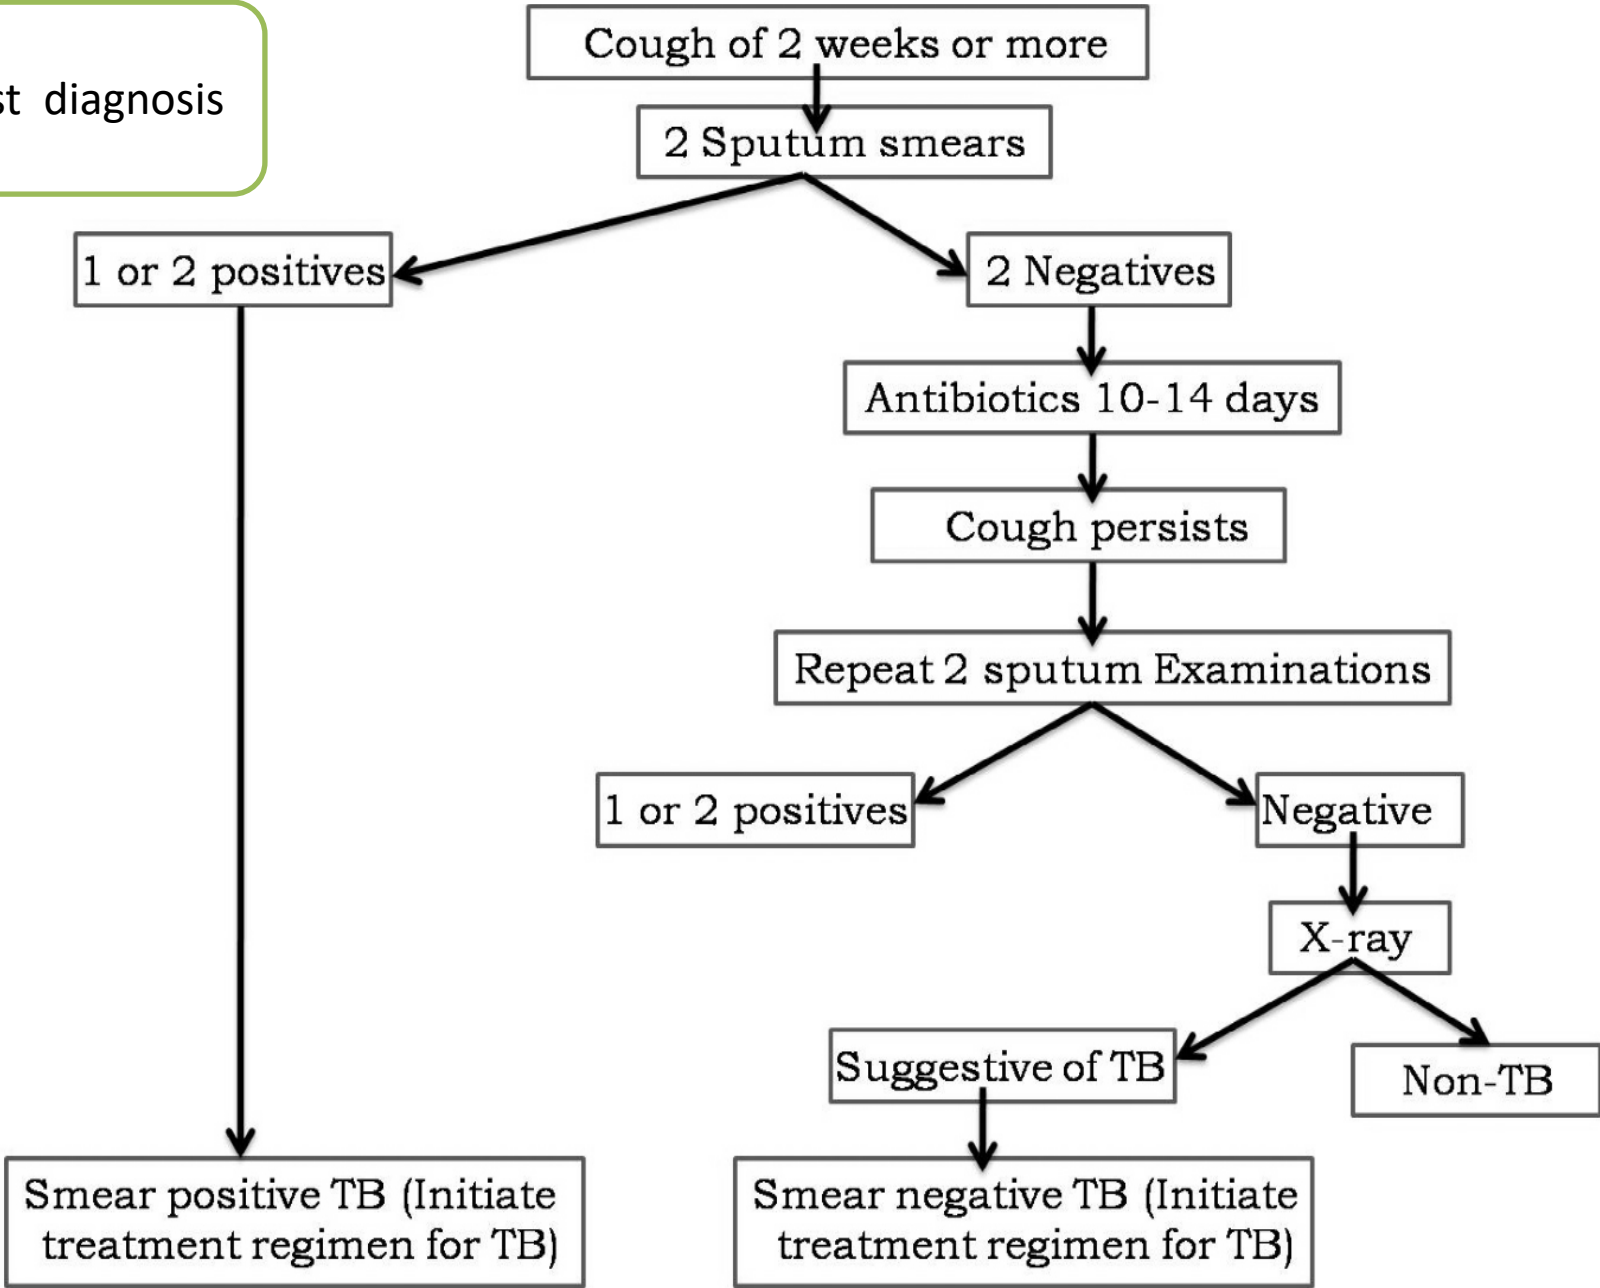 diagnosis
Cough of 2 weeks or more
2 Sputum smears
1 or 2 positives
2 Negatives
Antibiotics 10-14 days
Cough persists
Repeat 2 sputum Examinations
1 or 2 positives
Negative
X-ray
Suggestive of TB
Non-TB
Smear positive TB (Initiate
treatment regimen for TB)
Smear negative TB (Initiate
treatment regimen for TB)